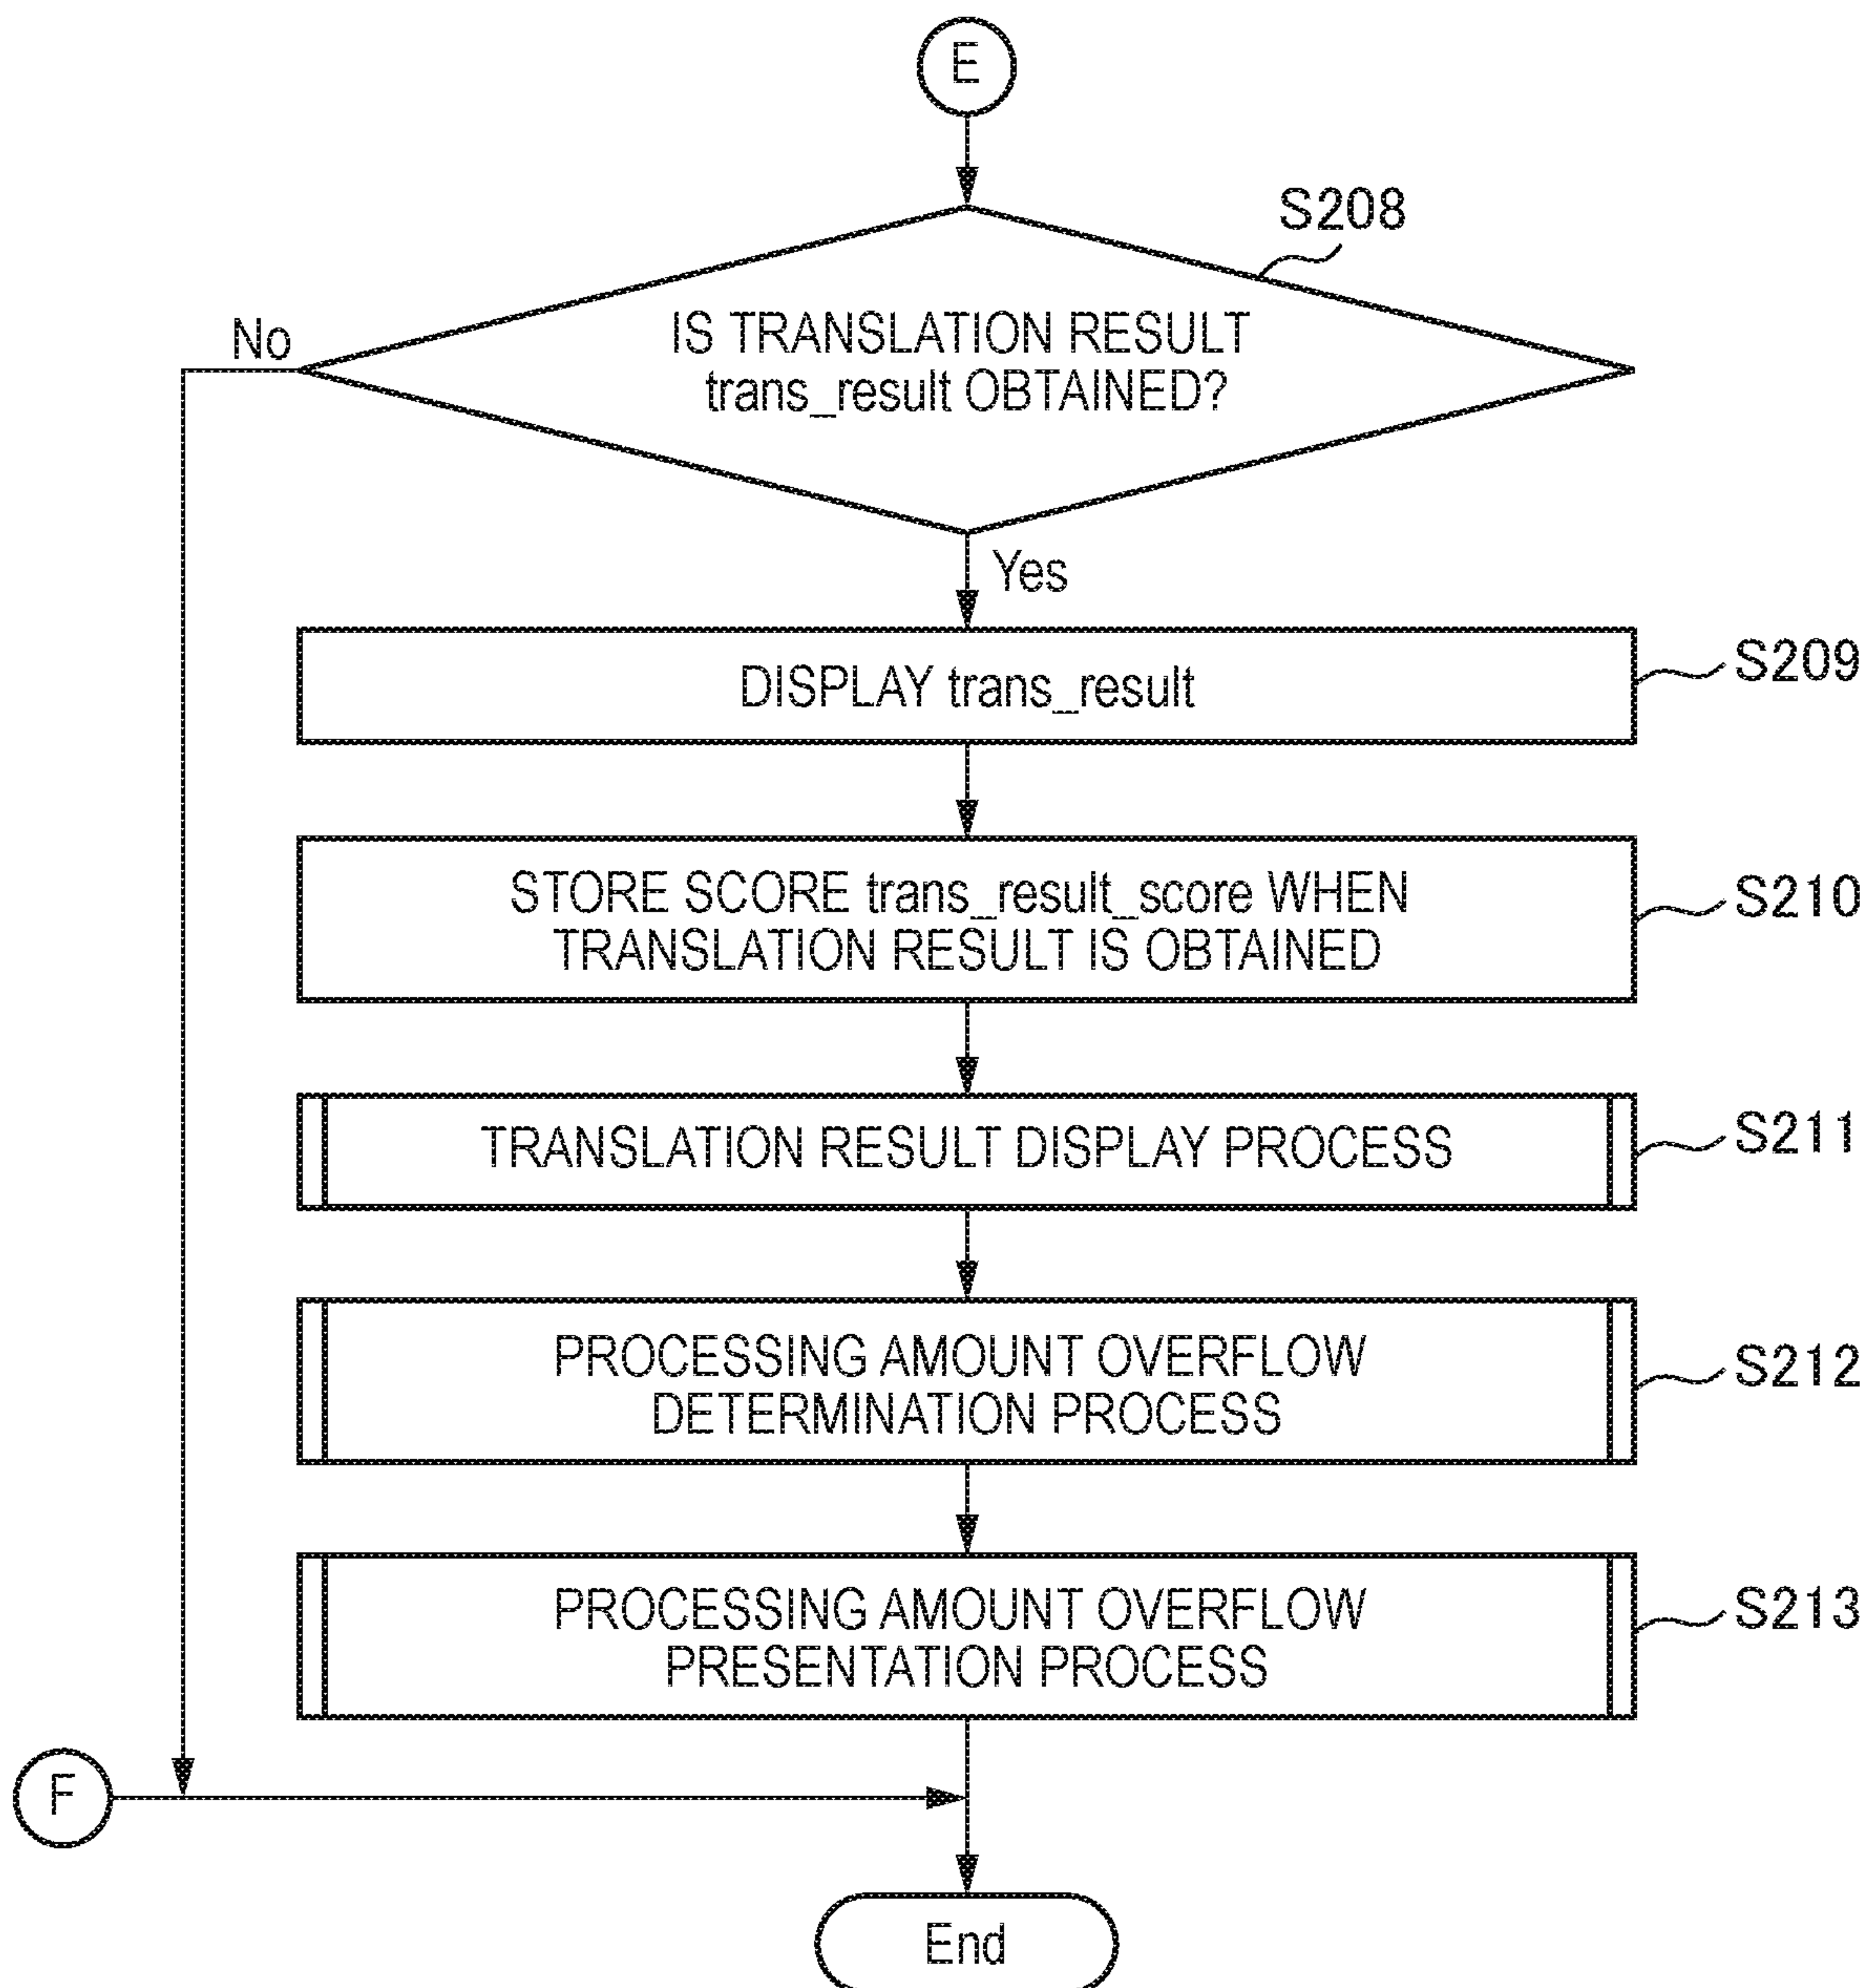 E
S208
No
IS TRANSLATION RESULT
trans_result OBTAINED?
Yes
DISPLAY trans_result
S209
STORE SCORE trans_result_score WHEN
TRANSLATION RESULT IS OBTAINED
S210
TRANSLATION RESULT DISPLAY PROCESS
S211
PROCESSING AMOUNT OVERFLOW
DETERMINATION PROCESS
S212
PROCESSING AMOUNT OVERFLOW
PRESENTATION PROCESS
S213
F
End